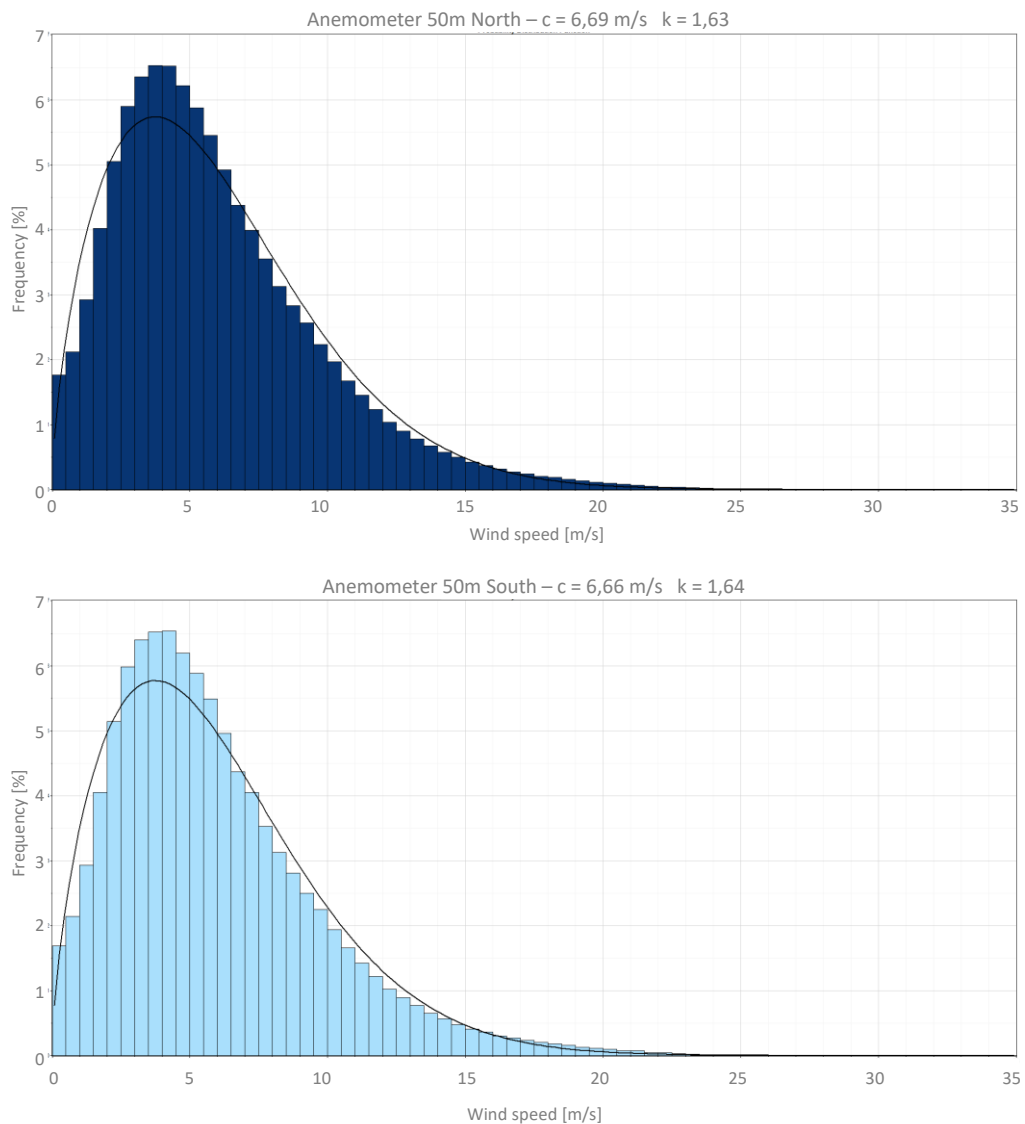 Anemometer 50m North – c = 6,69 m/s k = 1,63
7
6
5
4
3
2
1
0
Frequency [%]
0 5 10 15 20 25 30 35
Wind speed [m/s]
Anemometer 50m South – c = 6,66 m/s k = 1,64
7
6
5
4
3
2
1
0
Frequency [%]
0 5 10 15 20 25 30 35
Wind speed [m/s]